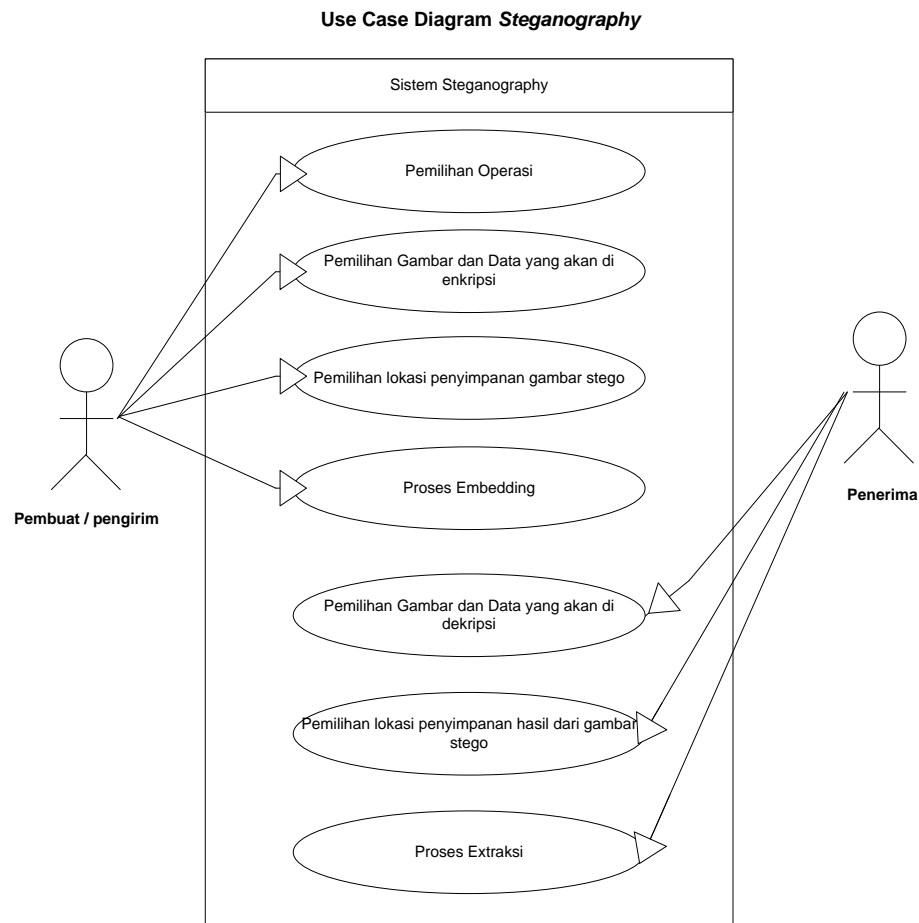 Use Case Diagram Steganography
Sistem Steganography
Pemilihan Operasi
Pemilihan Gambar dan Data yang akan di
enkripsi
Pemilihan lokasi penyimpanan gambar stego
Proses Embedding
Pembuat / pengirim
Penerima
Pemilihan Gambar dan Data yang akan di
dekripsi
Pemilihan lokasi penyimpanan hasil dari gambar
stego
Proses Extraksi